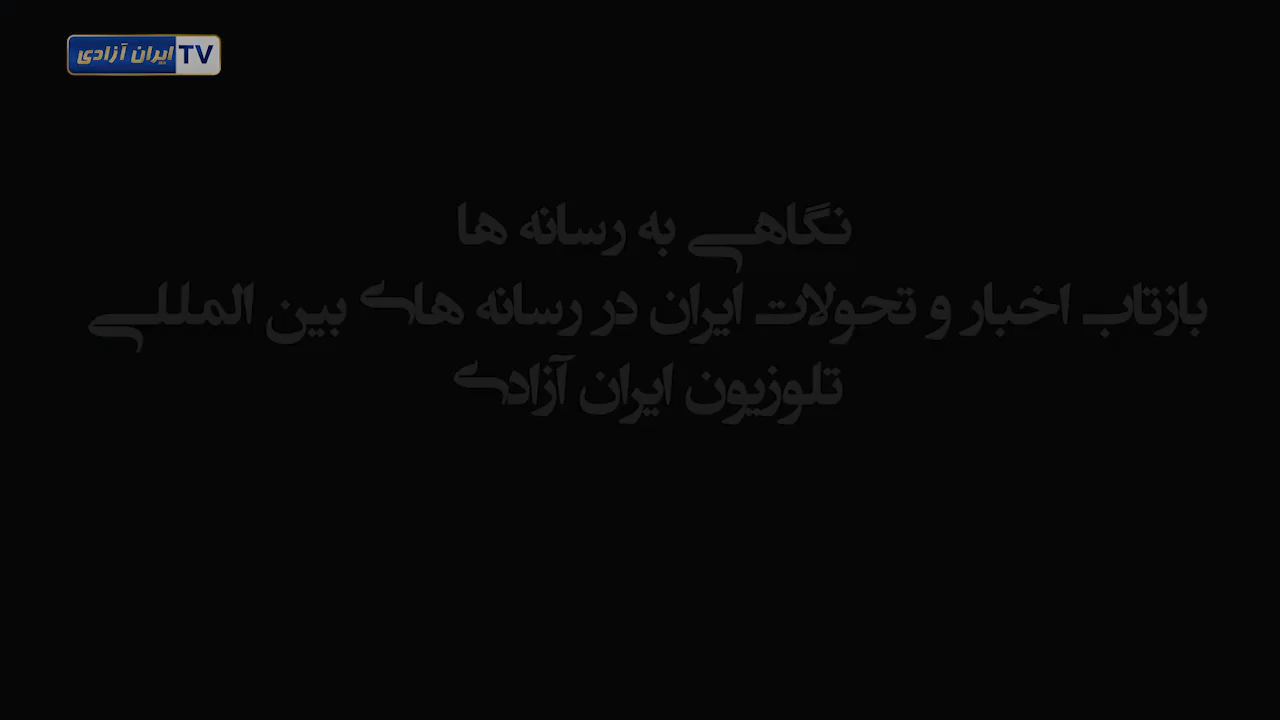 ایران آزادی TV
نگاهی به رسانه ها
بازتاب اخبار و تحولات ایران در رسانه های بین المللی
تلوزیون ایران آزادی